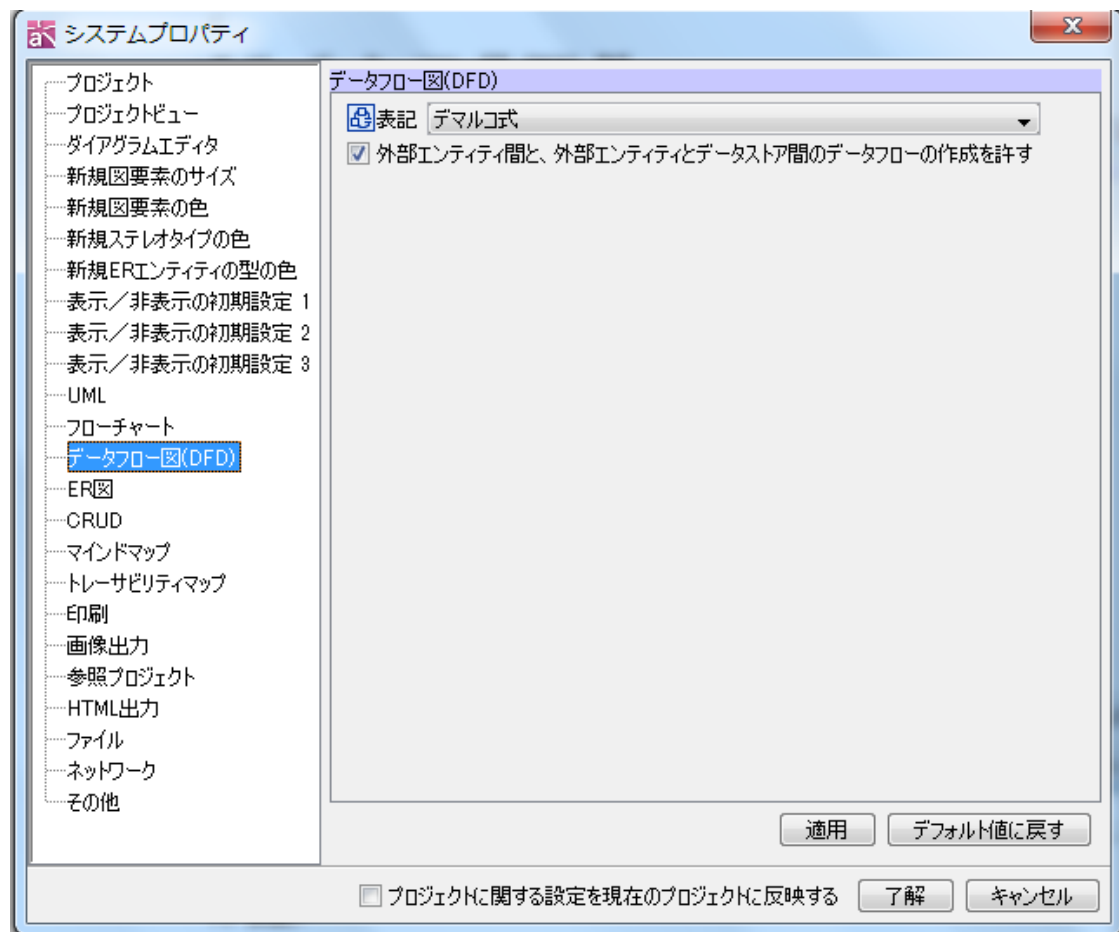 システムプロパティ
プロジェクト
プロジェクトビュー
ダイアグラムエディタ
新規図要素のサイズ
新規図要素の色
新規ステレオタイプの色
新規ERエンティティの型の色
表示／非表示の初期設定 1
表示／非表示の初期設定 2
表示／非表示の初期設定 3
UML
フローチャート
データフロー図(DFD)
ER図
CRUD
マインドマップ
トレーサビリティマップ
印刷
画像出力
参照プロジェクト
HTML出力
ファイル
ネットワーク
その他
データフロー図(DFD)
表記 デマルコ式
外部エンティティ間と、外部エンティティとデータストア間のデータフローの作成を許す
適用 デフォルト値に戻す
プロジェクトに関する設定を現在のプロジェクトに反映する 了解 キャンセル